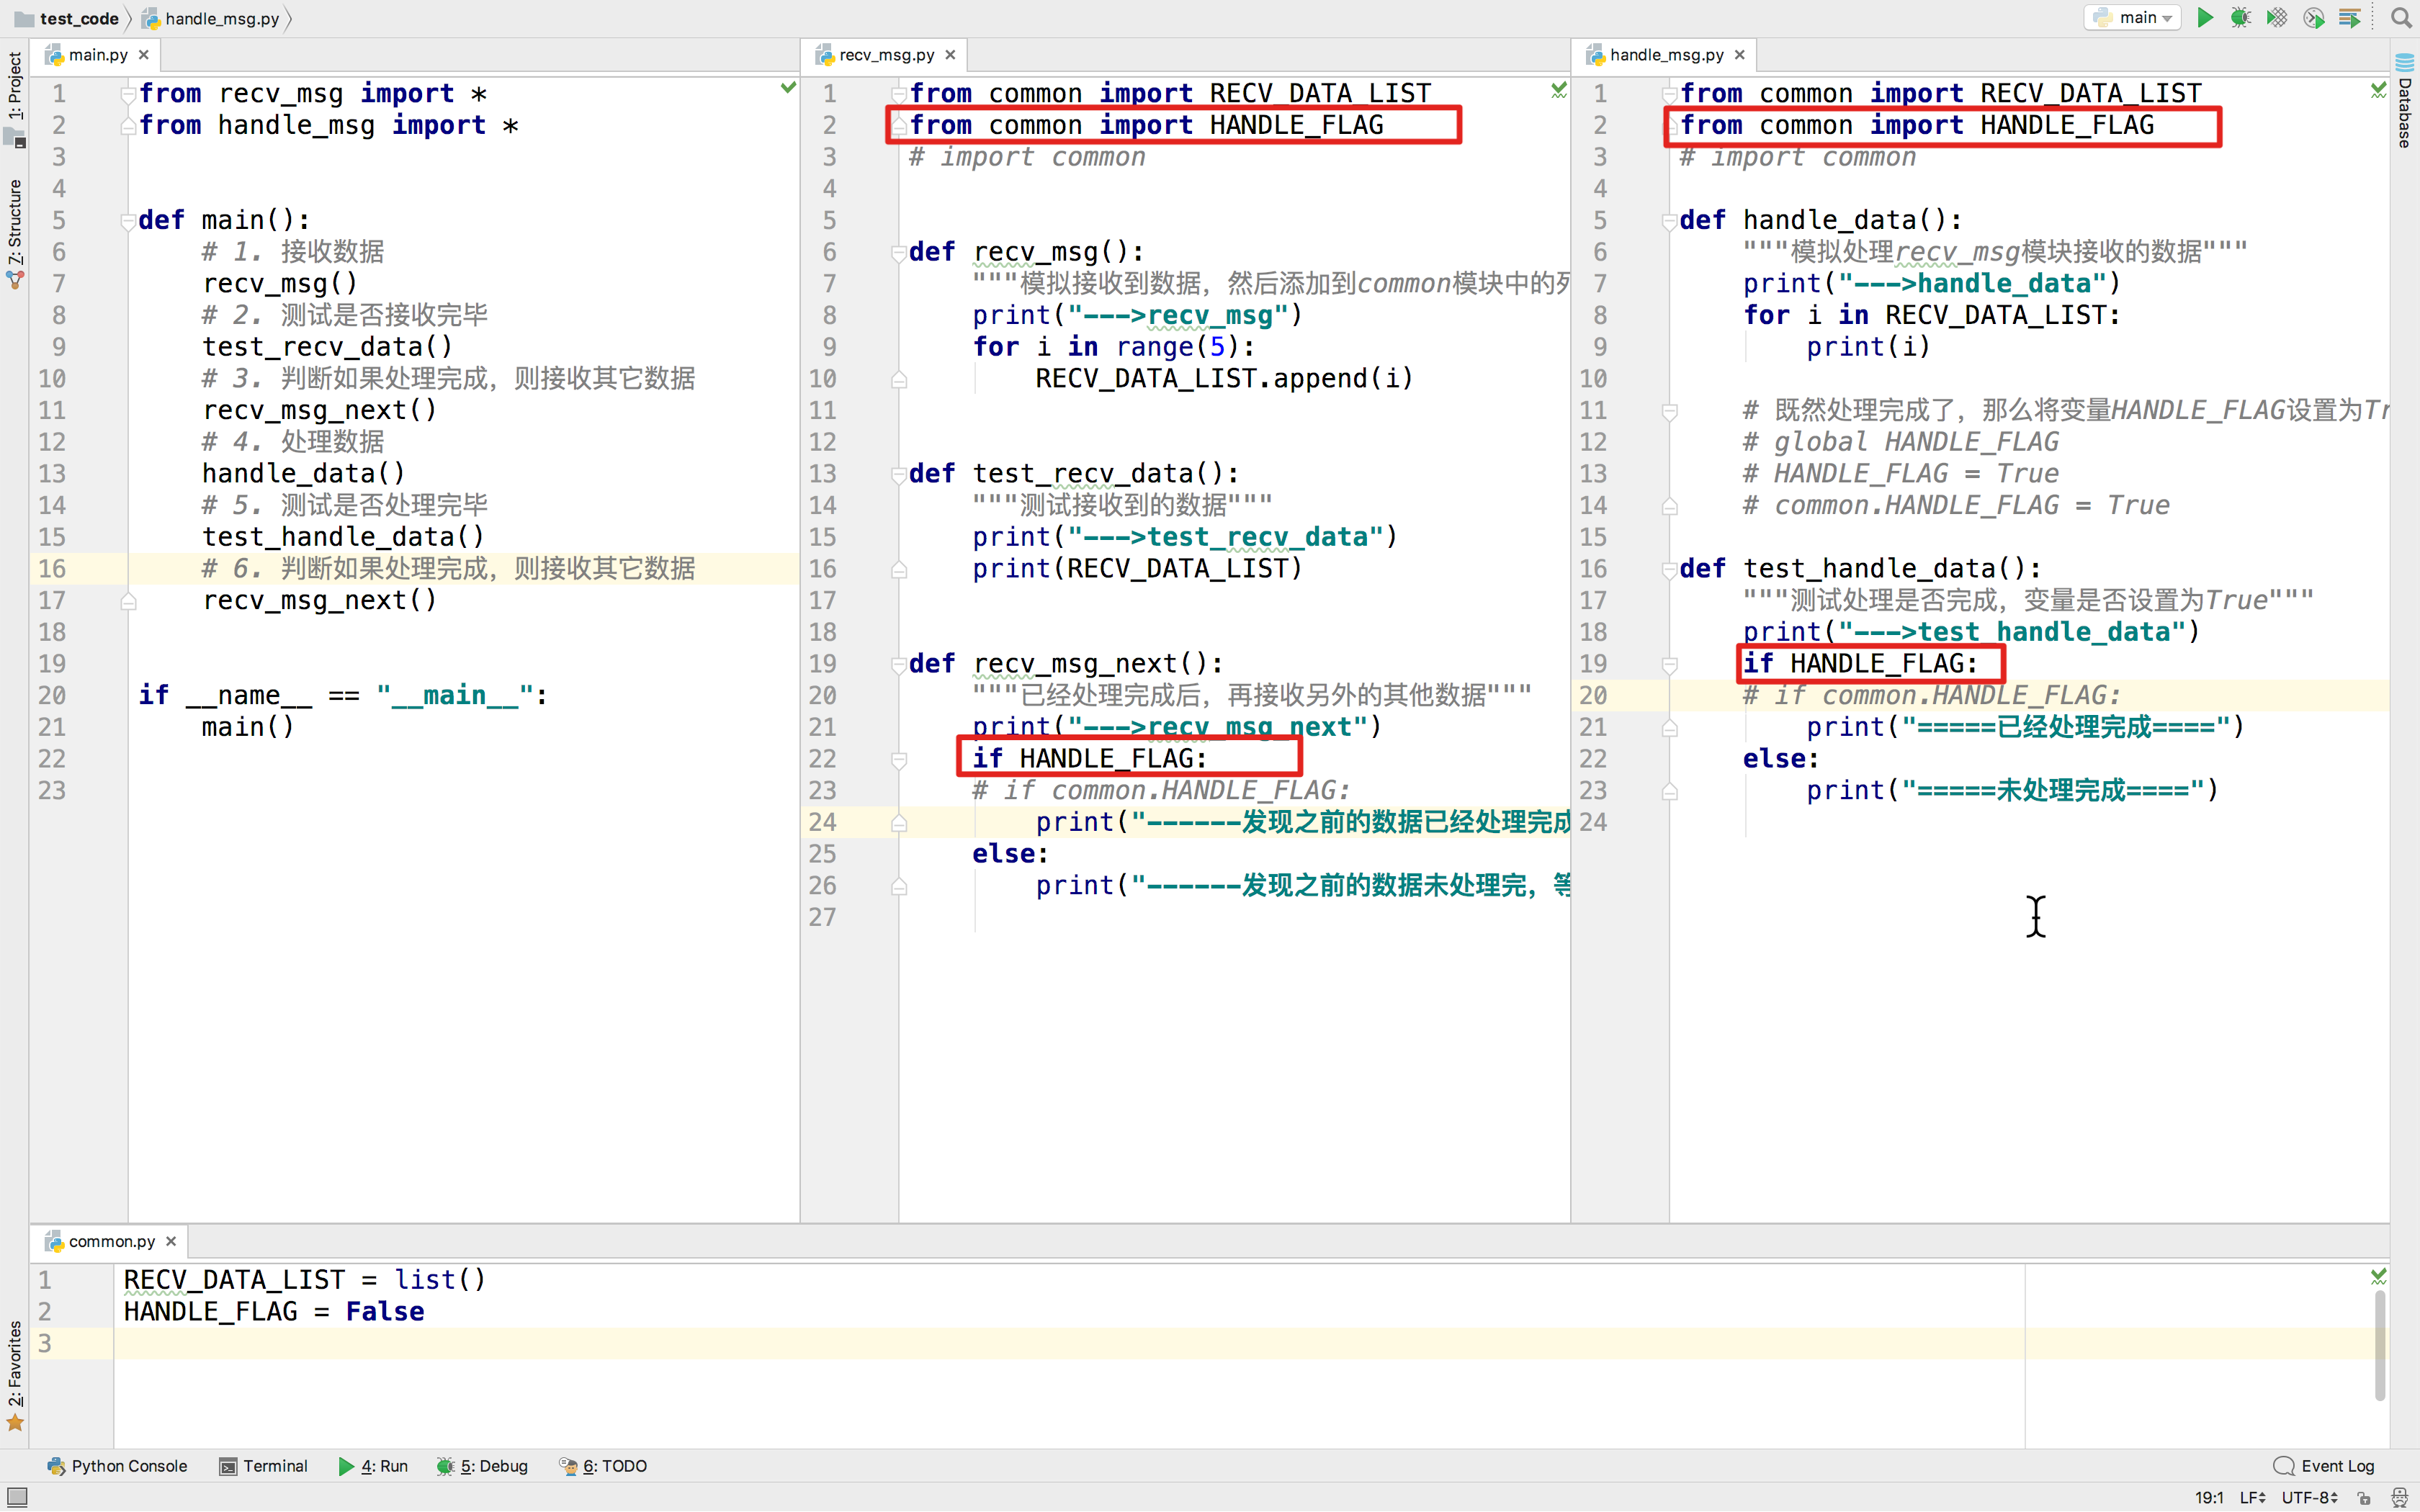 test_code
handle_msg.py
main
1: Project
7: Structure
2: Favorites
Database
main.py
1 from recv_msg import *
2 from handle_msg import *
3
4
5 def main():
6 # 1. 接收数据
7 recv_msg()
8 # 2. 测试是否接收完毕
9 test_recv_data()
10 # 3. 判断如果处理完成，则接收其它数据
11 recv_msg_next()
12 # 4. 处理数据
13 handle_data()
14 # 5. 测试是否处理完毕
15 test_handle_data()
16 # 6. 判断如果处理完成，则接收其它数据
17 recv_msg_next()
18
19
20 if __name__ == "__main__":
21 main()
22
23
recv_msg.py
1 from common import RECV_DATA_LIST
2 from common import HANDLE_FLAG
3 # import common
4
5
6 def recv_msg():
7 """模拟接收到数据，然后添加到common模块中的列
8 print("--->recv_msg")
9 for i in range(5):
10 RECV_DATA_LIST.append(i)
11
12
13 def test_recv_data():
14 """测试接收到的数据"""
15 print("--->test_recv_data")
16 print(RECV_DATA_LIST)
17
18
19 def recv_msg_next():
20 """已经处理完成后，再接收另外的其他数据"""
21 print("--->recv_msg_next")
22 if HANDLE_FLAG:
23 # if common.HANDLE_FLAG:
24 print("------发现之前的数据已经处理完成
25 else:
26 print("------发现之前的数据未处理完，等
27
handle_msg.py
1 from common import RECV_DATA_LIST
2 from common import HANDLE_FLAG
3 # import common
4
5 def handle_data():
6 """模拟处理recv_msg模块接收的数据"""
7 print("--->handle_data")
8 for i in RECV_DATA_LIST:
9 print(i)
10
11 # 既然处理完成了，那么将变量HANDLE_FLAG设置为Tr
12 # global HANDLE_FLAG
13 # HANDLE_FLAG = True
14 # common.HANDLE_FLAG = True
15
16 def test_handle_data():
17 """测试处理是否完成，变量是否设置为True"""
18 print("--->test_handle_data")
19 if HANDLE_FLAG:
20 # if common.HANDLE_FLAG:
21 print("=====已经处理完成====")
22 else:
23 print("=====未处理完成====")
24
common.py
1 RECV_DATA_LIST = list()
2 HANDLE_FLAG = False
3
Python Console
Terminal
4: Run
5: Debug
6: TODO
Event Log
19:1
LF
UTF-8